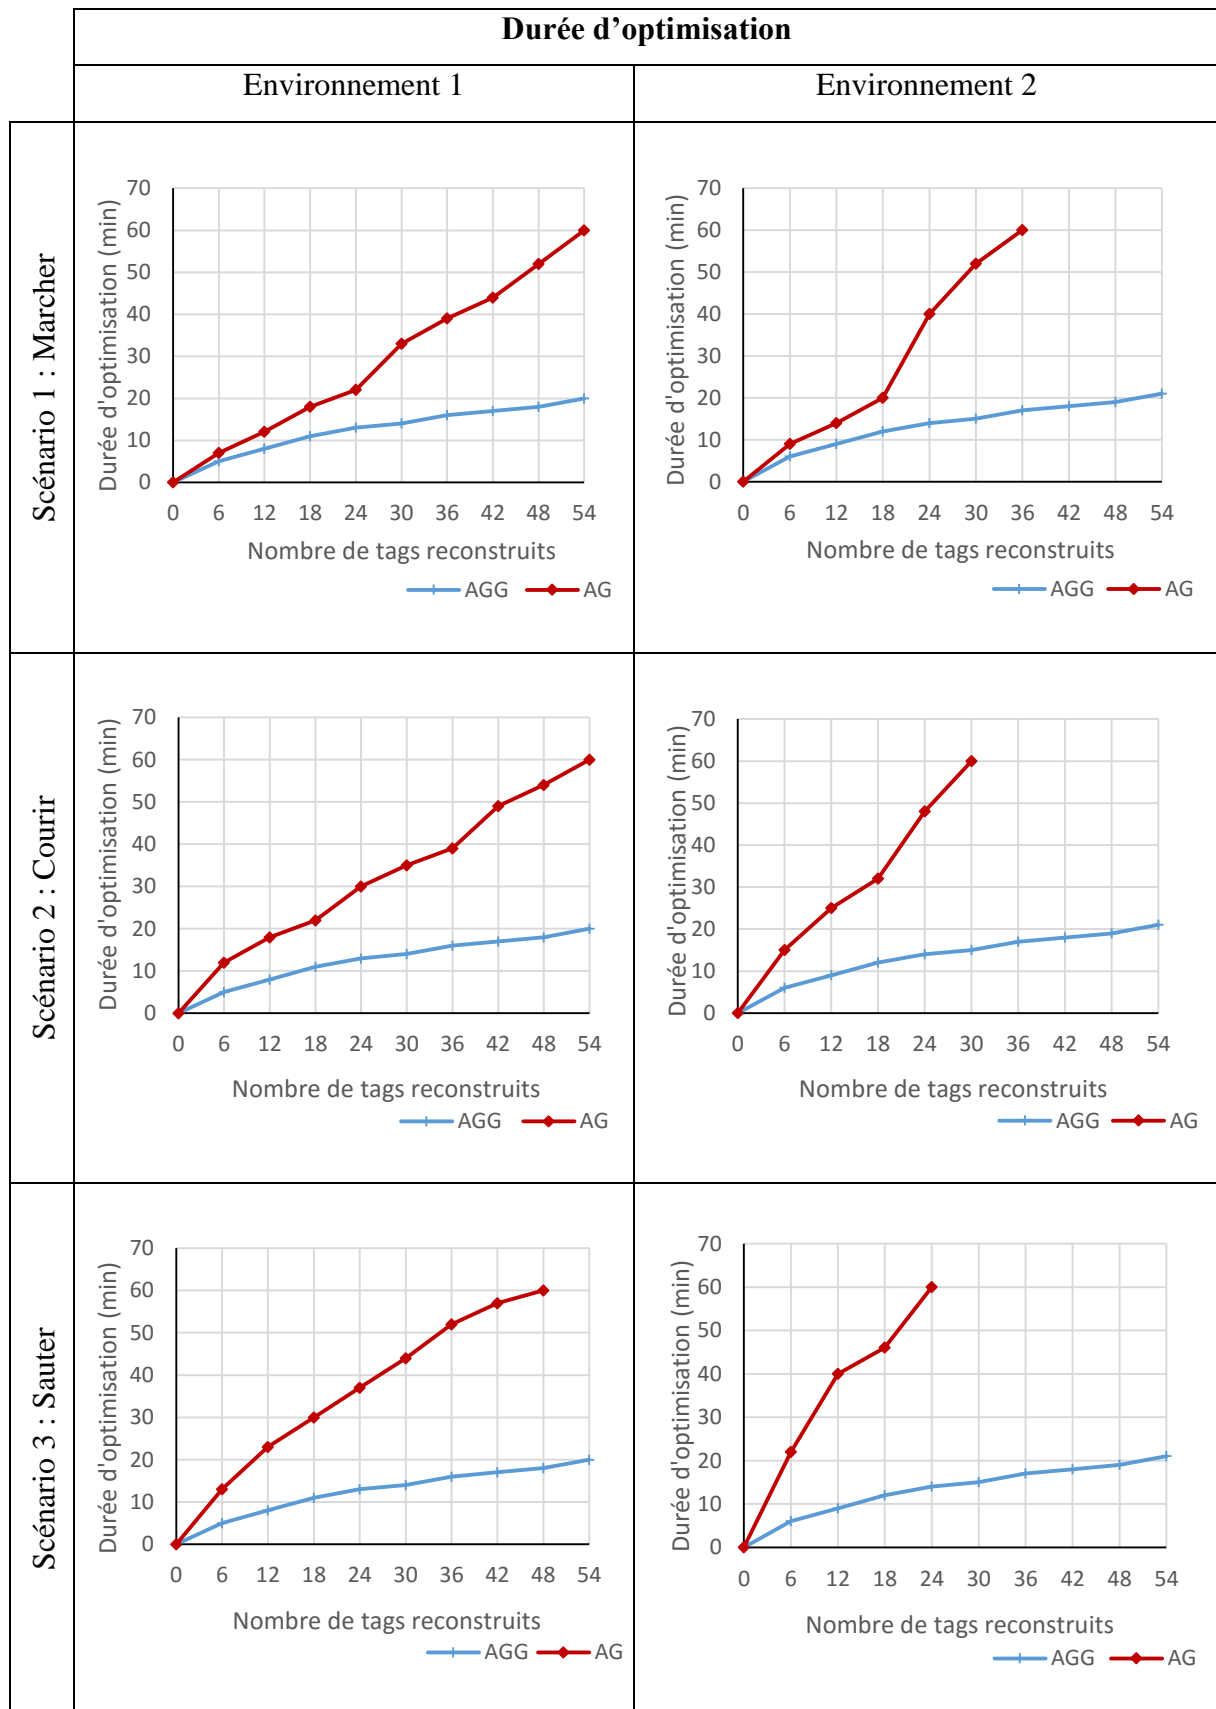 Durée d’optimisation
Environnement 1
Environnement 2
Scénario 1 : Marcher
Durée d'optimisation (min)
70
60
50
40
30
20
10
0
0 6 12 18 24 30 36 42 48 54
Nombre de tags reconstruits
AGG AG
Durée d'optimisation (min)
70
60
50
40
30
20
10
0
0 6 12 18 24 30 36 42 48 54
Nombre de tags reconstruits
AGG AG
Scénario 2 : Courir
Durée d'optimisation (min)
70
60
50
40
30
20
10
0
0 6 12 18 24 30 36 42 48 54
Nombre de tags reconstruits
AGG AG
Durée d'optimisation (min)
70
60
50
40
30
20
10
0
0 6 12 18 24 30 36 42 48 54
Nombre de tags reconstruits
AGG AG
Scénario 3 : Sauter
Durée d'optimisation (min)
70
60
50
40
30
20
10
0
0 6 12 18 24 30 36 42 48 54
Nombre de tags reconstruits
AGG AG
Durée d'optimisation (min)
70
60
50
40
30
20
10
0
0 6 12 18 24 30 36 42 48 54
Nombre de tags reconstruits
AGG AG